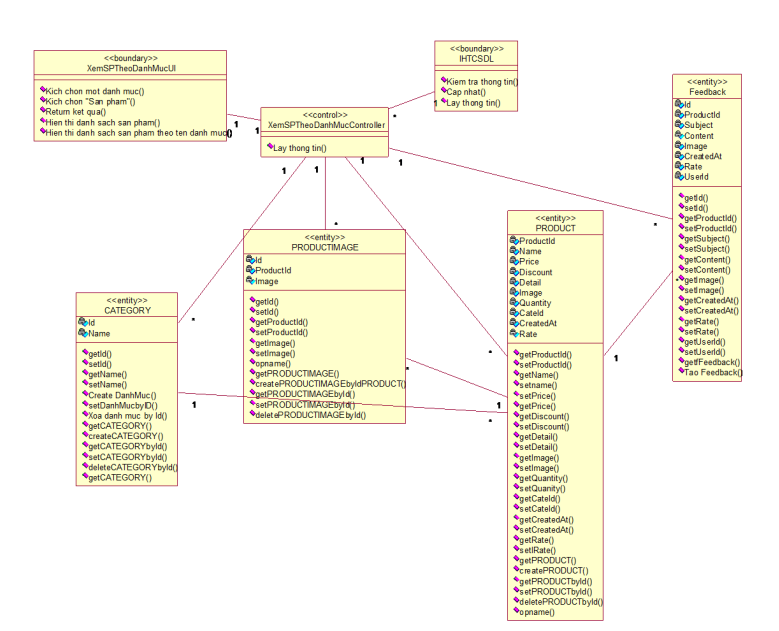 <<boundary>>
XemSPTheoDanhMucUI
Kich chon mot danh muc()
Kich chon "San pham"()
Return ket qua()
Hien thi danh sach san pham()
Hien thi danh sach san pham theo ten danh muc()
<<boundary>>
IHTCSDL
Kiem tra thong tin()
Cap nhat()
Lay thong tin()
<<control>>
XemSPTheoDanhMucController
Lay thong tin()
<<entity>>
Feedback
Id
ProductId
Subject
Content
Image
CreatedAt
Rate
UserId
getId()
setId()
getProductId()
setProductId()
getSubject()
setSubject()
getContent()
setContent()
getImage()
setImage()
getCreatedAt()
setCreatedAt()
getRate()
setRate()
getUserId()
setUserId()
getfFeedback()
Tao Feedback()
<<entity>>
PRODUCTIMAGE
Id
ProductId
Image
getId()
setId()
getProductId()
setProductId()
getImage()
setImage()
opname()
getPRODUCTIMAGE()
createPRODUCTIMAGEbyIdPRODUCT()
getPRODUCTIMAGEbyId()
setPRODUCTIMAGEbyId()
deletePRODUCTIMAGEbyId()
<<entity>>
PRODUCT
ProductId
Name
Price
Discount
Detail
Image
Quantity
CateId
CreatedAt
Rate
getProductId()
setProductId()
getName()
setname()
setPrice()
getPrice()
getDiscount()
setDiscount()
getDetail()
setDetail()
getImage()
setImage()
getQuantity()
setQuanity()
getCateId()
setCateId()
getCreatedAt()
setCreatedAt()
getRate()
setIRate()
getPRODUCT()
createPRODUCT()
getPRODUCTbyId()
setPRODUCTbyId()
deletePRODUCTbyId()
opname()
<<entity>>
CATEGORY
Id
Name
getId()
setId()
getName()
setName()
Create DanhMuc()
setDanhMucbyID()
Xoa danh muc by Id()
getCATEGORY()
createCATEGORY()
getCATEGORYbyId()
setCATEGORYbyId()
deleteCATEGORYbyId()
getCATEGORY()
1
1
*
1
1
1
1
1
*
*
*
*
*
1
1
*
1